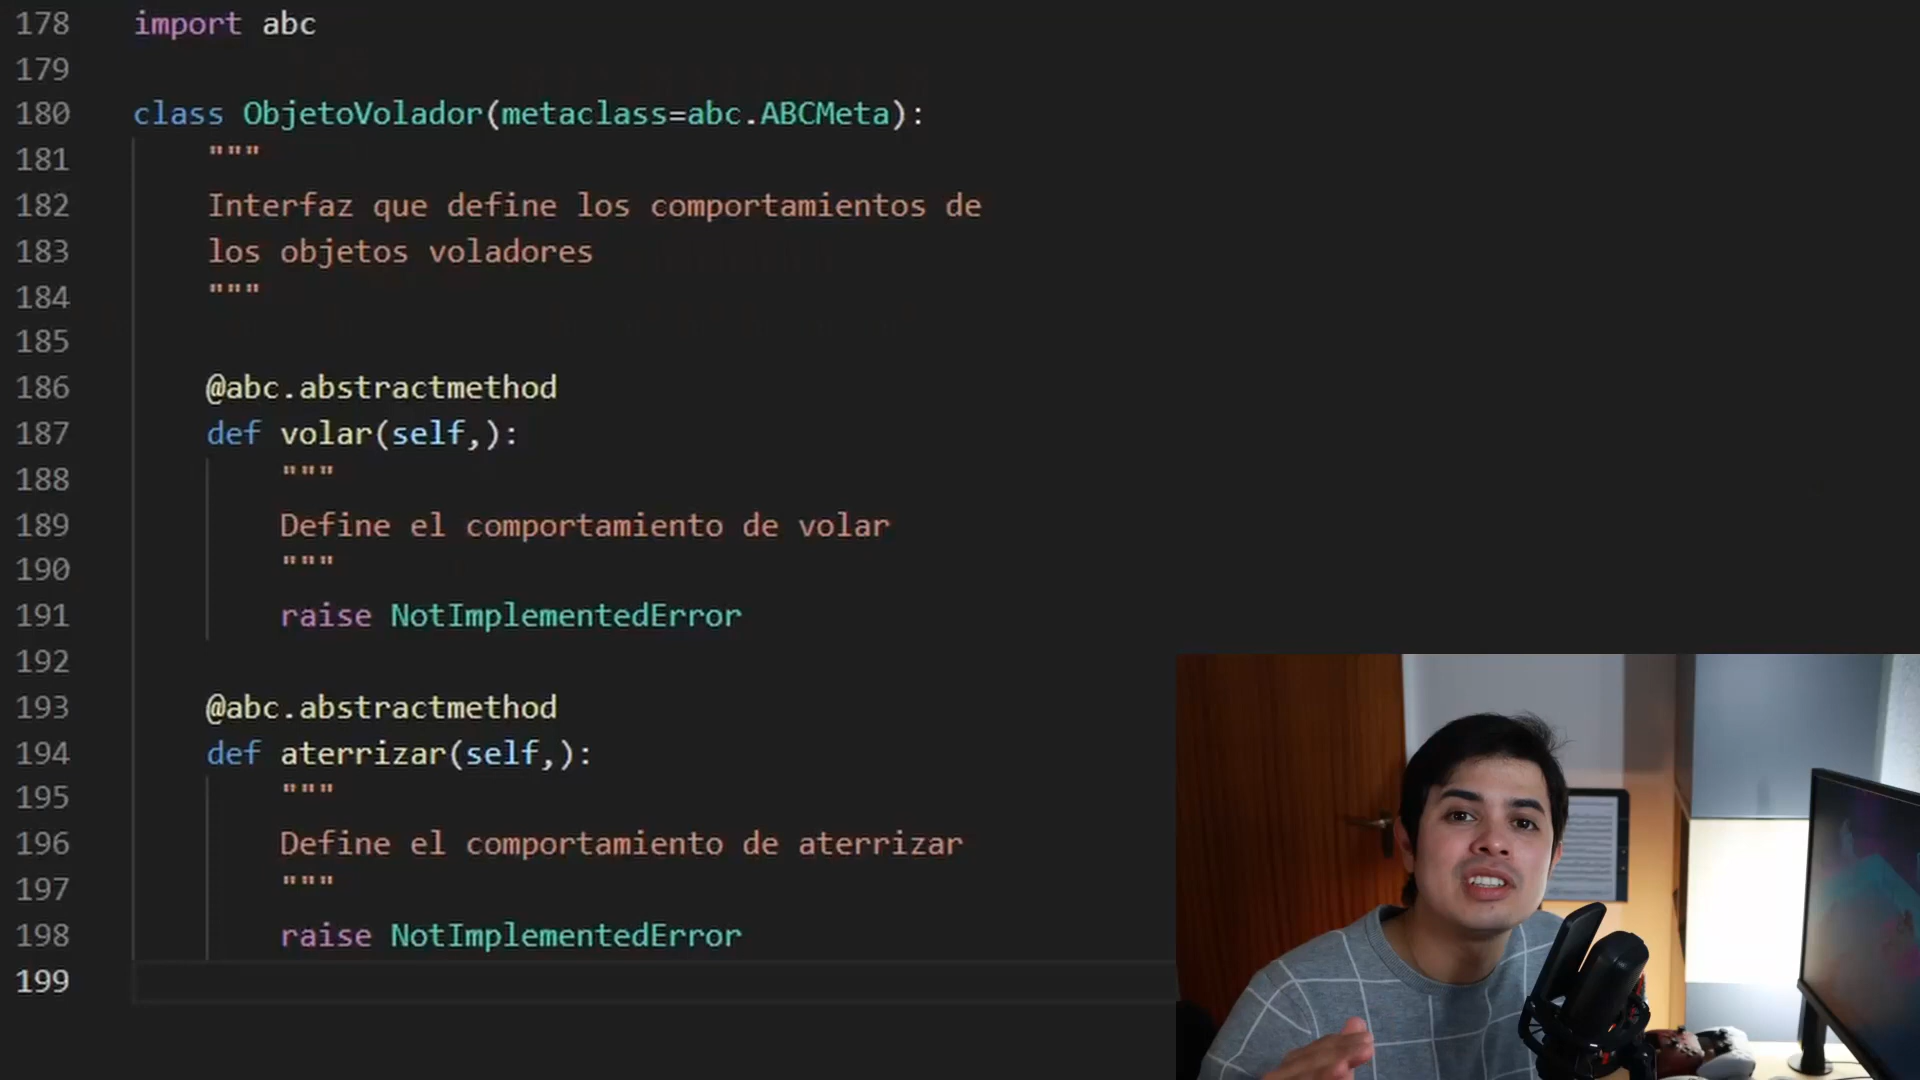 178 import abc
179
180 class ObjetoVolador(metaclass=abc.ABCMeta):
181 """
182 Interfaz que define los comportamientos de
183 los objetos voladores
184 """
185
186 @abc.abstractmethod
187 def volar(self,):
188 """
189 Define el comportamiento de volar
190 """
191 raise NotImplementedError
192
193 @abc.abstractmethod
194 def aterrizar(self,):
195 """
196 Define el comportamiento de aterrizar
197 """
198 raise NotImplementedError
199